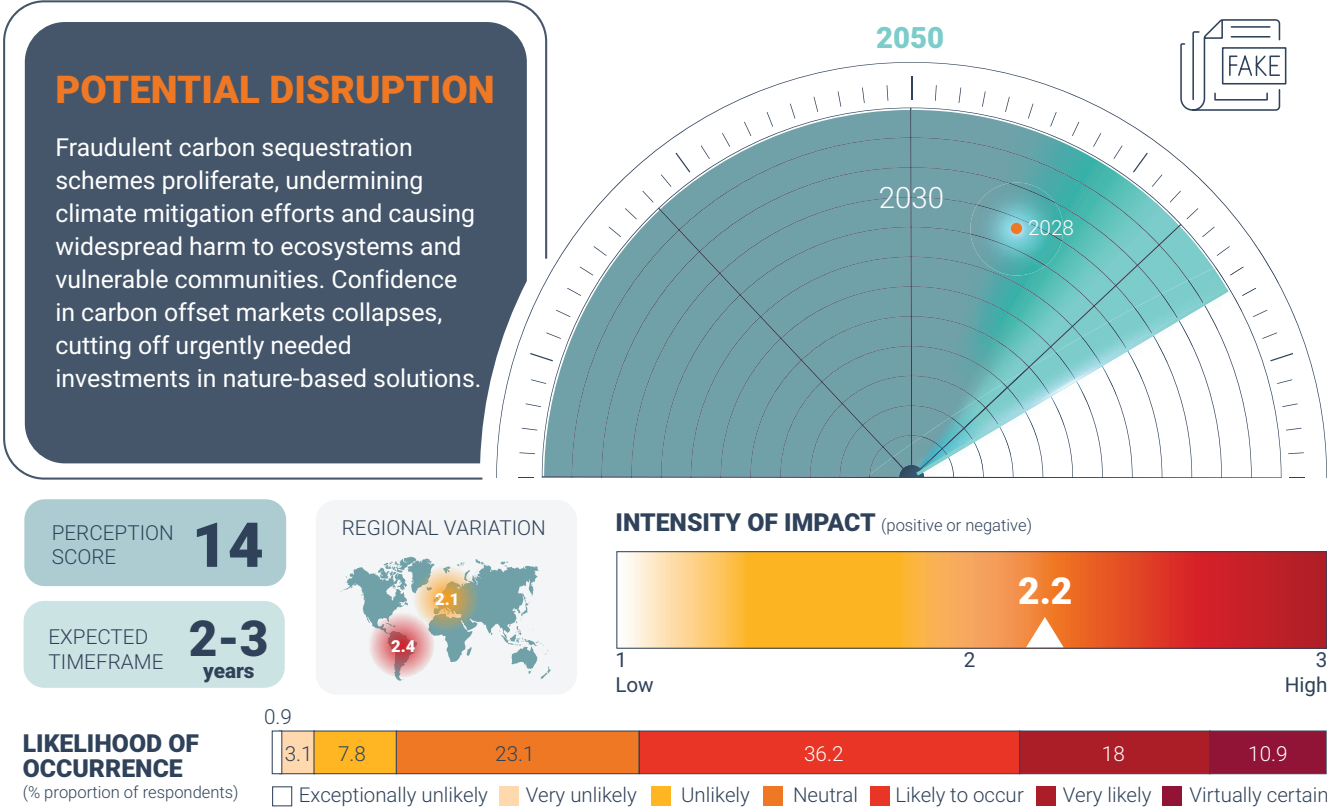 POTENTIAL DISRUPTION
Fraudulent carbon sequestration
schemes proliferate, undermining
climate mitigation efforts and causing
widespread harm to ecosystems and
vulnerable communities. Confidence
in carbon offset markets collapses,
cutting off urgently needed
investments in nature-based solutions.
2050
2030
2028
FAKE
PERCEPTION
SCORE
14
EXPECTED
TIMEFRAME
2-3
years
REGIONAL VARIATION
2.1
2.4
INTENSITY OF IMPACT (positive or negative)
2.2
1 2 3
Low High
LIKELIHOOD OF
OCCURRENCE
(% proportion of respondents)
0.9
3.1 7.8 23.1 36.2 18 10.9
Exceptionally unlikely Very unlikely Unlikely Neutral Likely to occur Very likely Virtually certain